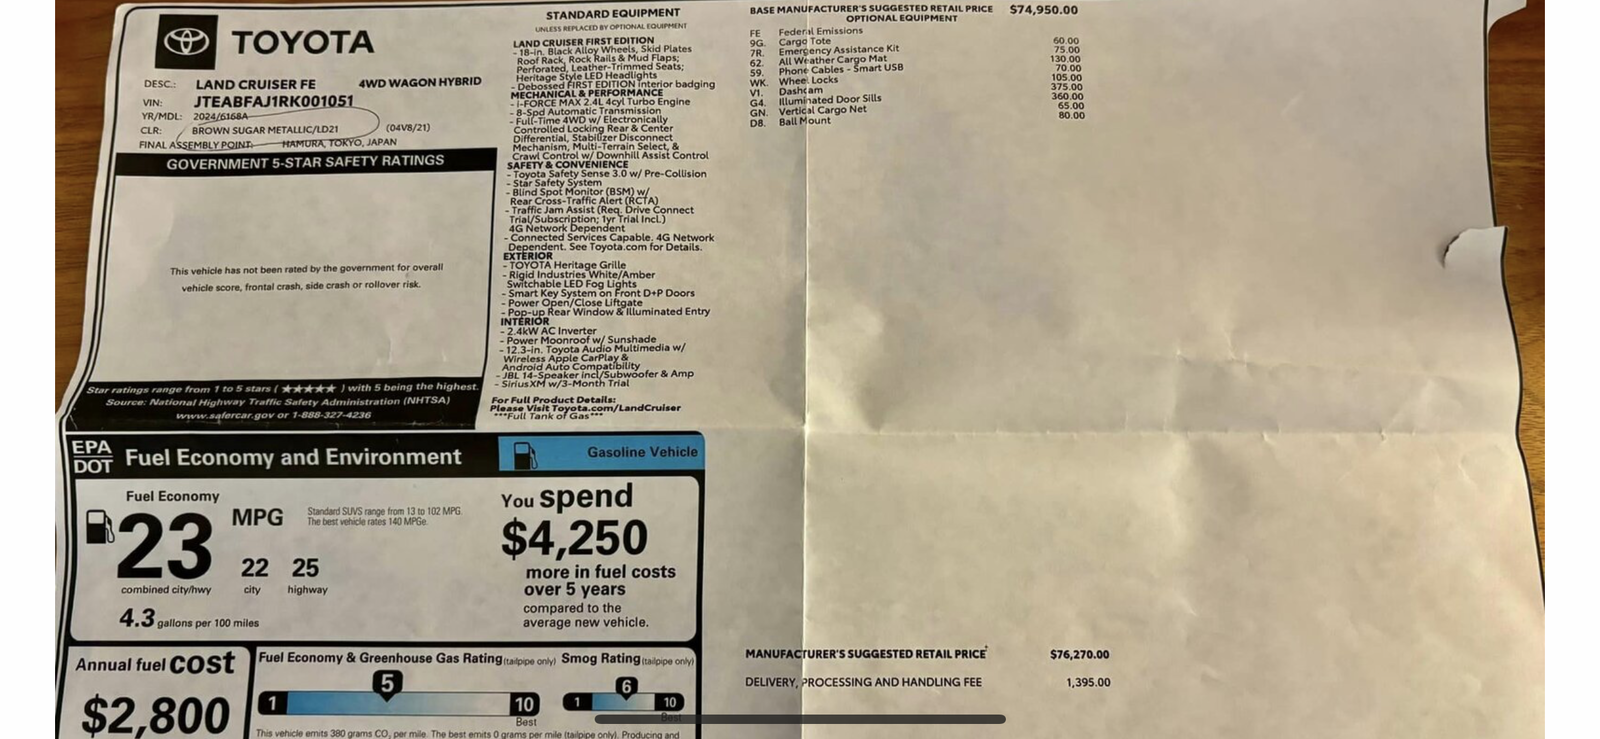 TOYOTA
DESC.: LAND CRUISER FE 4WD WAGON HYBRID
VIN: JTEABFAJ1RK001051
YR/MDL: 2024/6168A
CLR: BROWN SUGAR METALLIC/LD21 (04V8/21)
FINAL ASSEMBLY POINT: HAMURA, TOKYO, JAPAN
GOVERNMENT 5-STAR SAFETY RATINGS
This vehicle has not been rated by the government for overall
vehicle score, frontal crash, side crash or rollover risk.
Star ratings range from 1 to 5 stars (★★★★★) with 5 being the highest.
Source: National Highway Traffic Safety Administration (NHTSA)
www.safercar.gov or 1-888-327-4236
STANDARD EQUIPMENT
UNLESS REPLACED BY OPTIONAL EQUIPMENT
LAND CRUISER FIRST EDITION
- 18-in. Black Alloy Wheels, Skid Plates
Roof Rack, Rock Rails & Mud Flaps;
Perforated, Leather-Trimmed Seats;
Heritage Style LED Headlights
- Debossed FIRST EDITION Interior badging
MECHANICAL & PERFORMANCE
- i-FORCE MAX 2.4L 4cyl Turbo Engine
- 8-Spd Automatic Transmission
- Full-Time 4WD w/ Electronically
Controlled Locking Rear & Center
Differential, Stabilizer Disconnect
Mechanism, Multi-Terrain Select, &
Crawl Control w/ Downhill Assist Control
SAFETY & CONVENIENCE
- Toyota Safety Sense 3.0 w/ Pre-Collision
- Star Safety System
- Blind Spot Monitor (BSM) w/
Rear Cross-Traffic Alert (RCTA)
- Traffic Jam Assist (Req. Drive Connect
Trial/Subscription; 1yr Trial Incl.)
4G Network Dependent
- Connected Services Capable. 4G Network
Dependent. See Toyota.com for Details.
EXTERIOR
- TOYOTA Heritage Grille
- Rigid Industries White/Amber
Switchable LED Fog Lights
- Smart Key System on Front D+P Doors
- Power Open/Close Liftgate
- Pop-up Rear Window & Illuminated Entry
INTERIOR
- 2.4kW AC Inverter
- Power Moonroof w/ Sunshade
- 12.3-in. Toyota Audio Multimedia w/
Wireless Apple CarPlay &
Android Auto Compatibility
- JBL 14-Speaker incl/Subwoofer & Amp
- SiriusXM w/3-Month Trial
For Full Product Details:
Please Visit Toyota.com/LandCruiser
***Full Tank of Gas***
BASE MANUFACTURER'S SUGGESTED RETAIL PRICE $74,950.00
OPTIONAL EQUIPMENT
FE Federal Emissions
9G. Cargo Tote 60.00
7R. Emergency Assistance Kit 75.00
62. All Weather Cargo Mat 130.00
59. Phone Cables - Smart USB 70.00
WK. Wheel Locks 105.00
V1. Dashcam 375.00
G4. Illuminated Door Sills 360.00
GN. Vertical Cargo Net 65.00
D8. Ball Mount 80.00
EPA
DOT
Fuel Economy and Environment
Gasoline Vehicle
Fuel Economy
23 MPG
Standard SUVS range from 13 to 102 MPG.
The best vehicle rates 140 MPGe.
22 25
combined city/hwy city highway
4.3 gallons per 100 miles
You spend
$4,250
more in fuel costs
over 5 years
compared to the
average new vehicle.
Annual fuel cost
$2,800
Fuel Economy & Greenhouse Gas Rating (tailpipe only)
5
1 10
Best
Smog Rating (tailpipe only)
6
1 10
Best
This vehicle emits 380 grams CO₂ per mile. The best emits 0 grams per mile (tailpipe only). Producing and
MANUFACTURER'S SUGGESTED RETAIL PRICE* $76,270.00
DELIVERY, PROCESSING AND HANDLING FEE 1,395.00